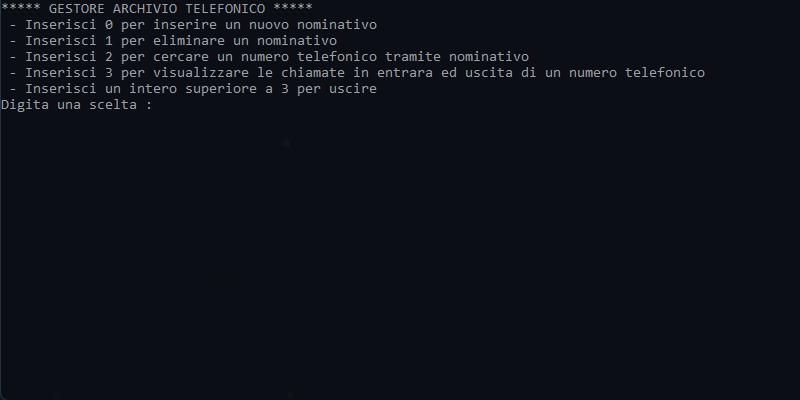 ***** GESTORE ARCHIVIO TELEFONICO *****
- Inserisci 0 per inserire un nuovo nominativo
- Inserisci 1 per eliminare un nominativo
- Inserisci 2 per cercare un numero telefonico tramite nominativo
- Inserisci 3 per visualizzare le chiamate in entrara ed uscita di un numero telefonico
- Inserisci un intero superiore a 3 per uscire
Digita una scelta :